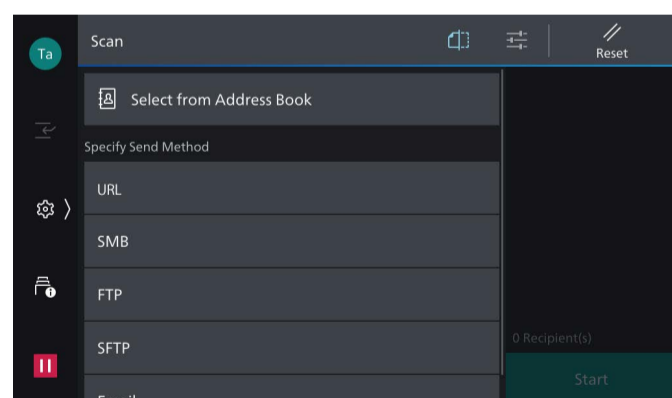 Ta
Scan
Reset
Select from Address Book
Specify Send Method
URL
SMB
FTP
SFTP
0 Recipient(s)
Start